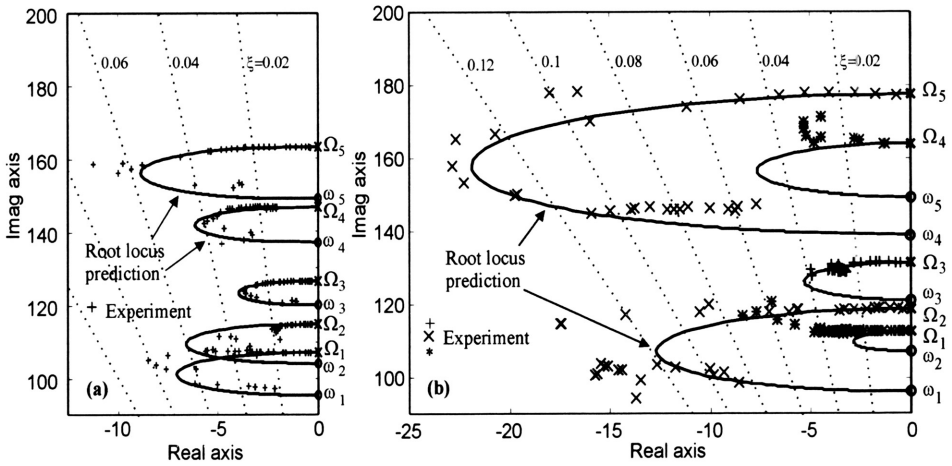 200
180
160
140
120
100
Imag axis
0.06
0.04
ξ=0.02
Ω5
ω5
Ω4
ω4
Ω3
ω3
Ω2
Ω1
ω2
ω1
Root locus
prediction
+ Experiment
(a)
-10
-5
0
Real axis
200
180
160
140
120
100
Imag axis
0.12
0.1
0.08
0.06
0.04
ξ=0.02
Ω5
Ω4
ω5
ω4
Ω3
ω3
Ω2
Ω1
ω2
ω1
Root locus
prediction
+
× Experiment
*
(b)
-25
-20
-15
-10
-5
0
Real axis